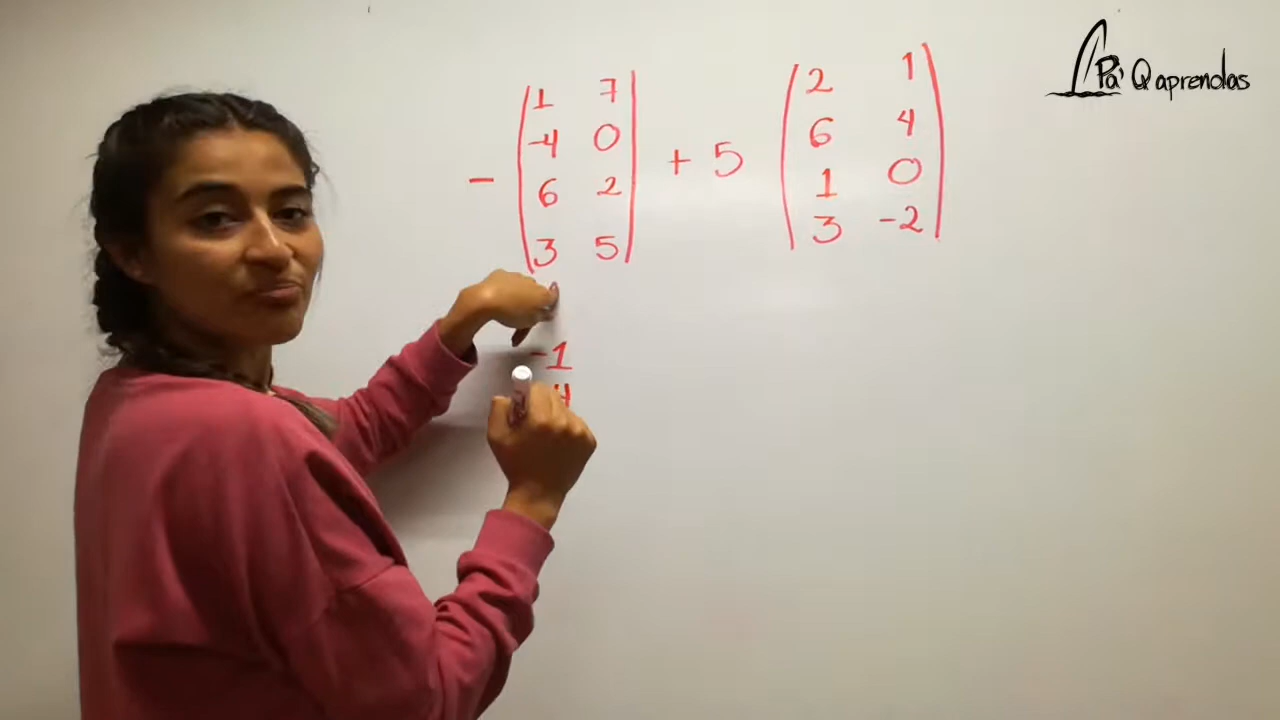 Pa' Q aprendas
- | 1 7 | + 5 | 2 1 |
| -4 0 | | 6 4 |
| 6 2 | | 1 0 |
| 3 5 | | 3 -2 |
-1
4